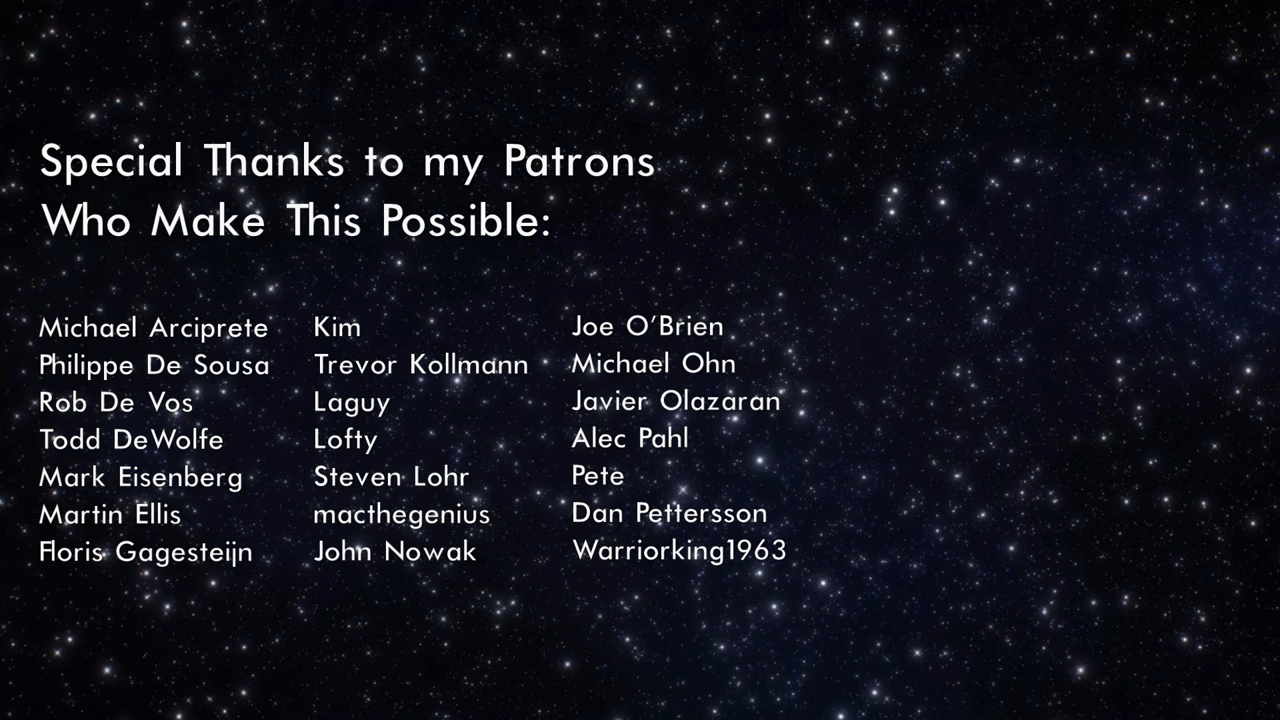 Special Thanks to my Patrons
Who Make This Possible:
Michael Arciprete
Philippe De Sousa
Rob De Vos
Todd DeWolfe
Mark Eisenberg
Martin Ellis
Floris Gagesteijn
Kim
Trevor Kollmann
Laguy
Lofty
Steven Lohr
macthegenius
John Nowak
Joe O’Brien
Michael Ohn
Javier Olazaran
Alec Pahl
Pete
Dan Pettersson
Warriorking1963